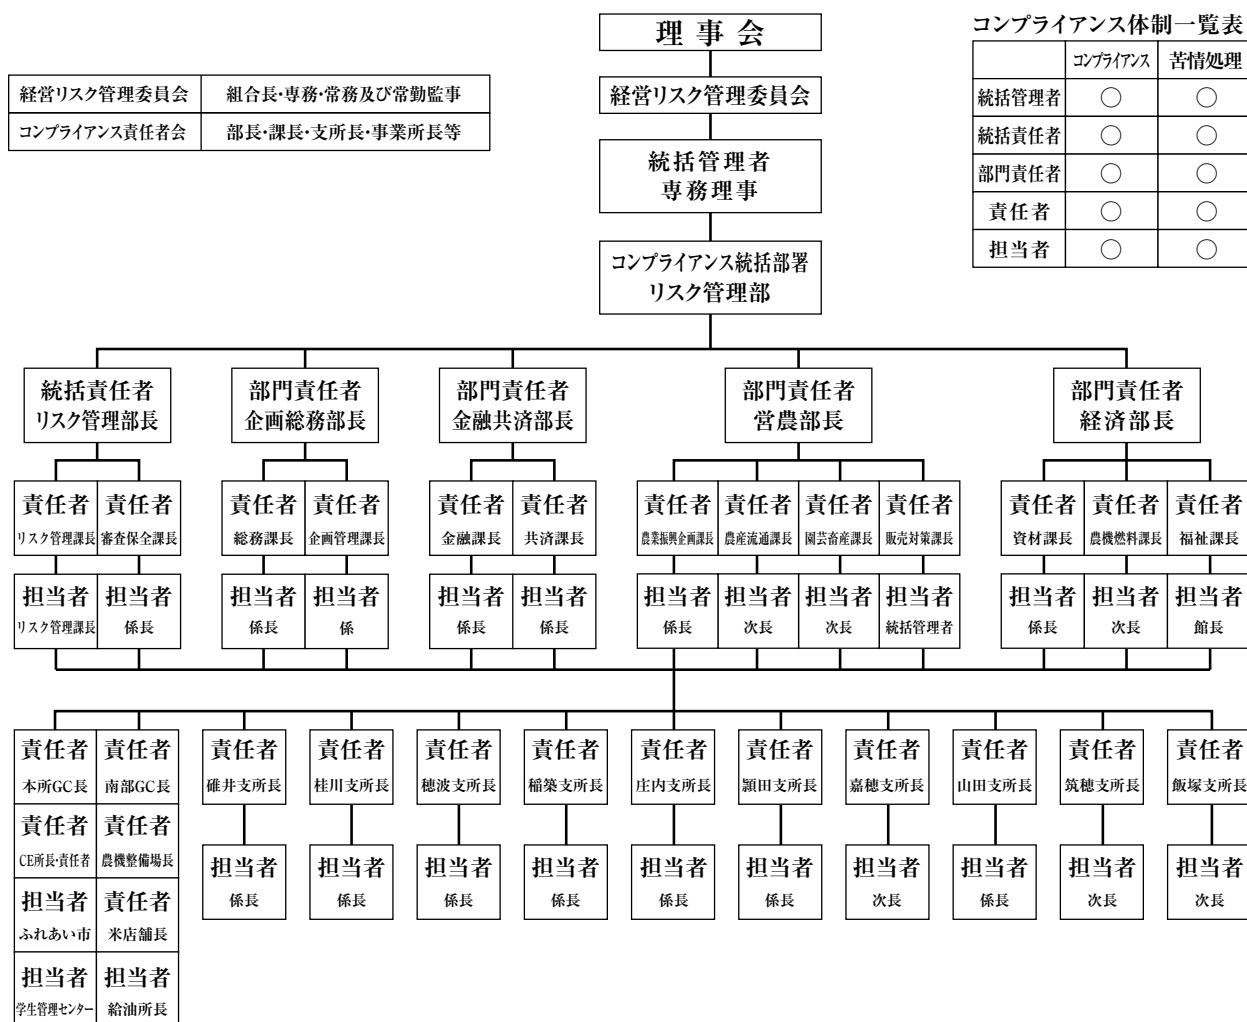 理事会
経営リスク管理委員会
統括管理者
専務理事
コンプライアンス統括部署
リスク管理部
経営リスク管理委員会 組合長・専務・常務及び常勤監事
コンプライアンス責任者会 部長・課長・支所長・事業所長等
コンプライアンス体制一覧表
コンプライアンス 苦情処理
統括管理者 ○ ○
統括責任者 ○ ○
部門責任者 ○ ○
責任者 ○ ○
担当者 ○ ○
統括責任者 部門責任者 部門責任者 部門責任者 部門責任者
リスク管理部長 企画総務部長 金融共済部長 営農部長 経済部長
責任者 責任者 責任者 責任者 責任者 責任者 責任者 責任者 責任者 責任者 責任者 責任者 責任者
リスク管理課長 審査保全課長 総務課長 企画管理課長 金融課長 共済課長 農業振興企画課長 農産流通課長 園芸畜産課長 販売対策課長 資材課長 農機燃料課長 福祉課長
担当者 担当者 担当者 担当者 担当者 担当者 担当者 担当者 担当者 担当者 担当者 担当者 担当者
リスク管理課長 係長 係長 係 係長 係長 係長 次長 次長 統括管理者 係長 次長 館長
責任者 責任者 責任者 責任者 責任者 責任者 責任者 責任者 責任者 責任者 責任者 責任者
本所GC長 南部GC長 碓井支所長 桂川支所長 穂波支所長 稲築支所長 庄内支所長 頴田支所長 嘉穂支所長 山田支所長 筑穂支所長 飯塚支所長
責任者 責任者
CE所長・責任者 農機整備場長
担当者 担当者 担当者 担当者 担当者 担当者 担当者 担当者 担当者 担当者
係長 係長 係長 係長 係長 係長 次長 係長 次長 次長
担当者 責任者
ふれあい市 米店舗長
担当者 担当者
学生管理センター 給油所長